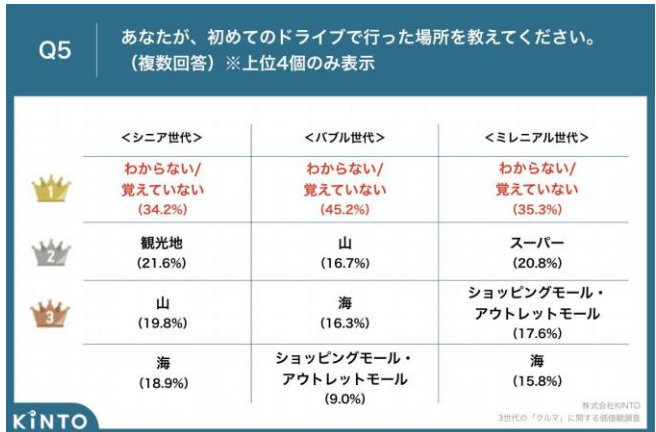 Q5
あなたが、初めてのドライブで行った場所を教えてください。
（複数回答）※上位4個のみ表示
＜シニア世代＞ ＜バブル世代＞ ＜ミレニアル世代＞
1
わからない/
覚えていない
(34.2%)
わからない/
覚えていない
(45.2%)
わからない/
覚えていない
(35.3%)
2
観光地
(21.6%)
山
(16.7%)
スーパー
(20.8%)
3
山
(19.8%)
海
(16.3%)
ショッピングモール・
アウトレットモール
(17.6%)
海
(18.9%)
ショッピングモール・
アウトレットモール
(9.0%)
海
(15.8%)
KINTO
株式会社KINTO
3世代の「クルマ」に関する価値観調査